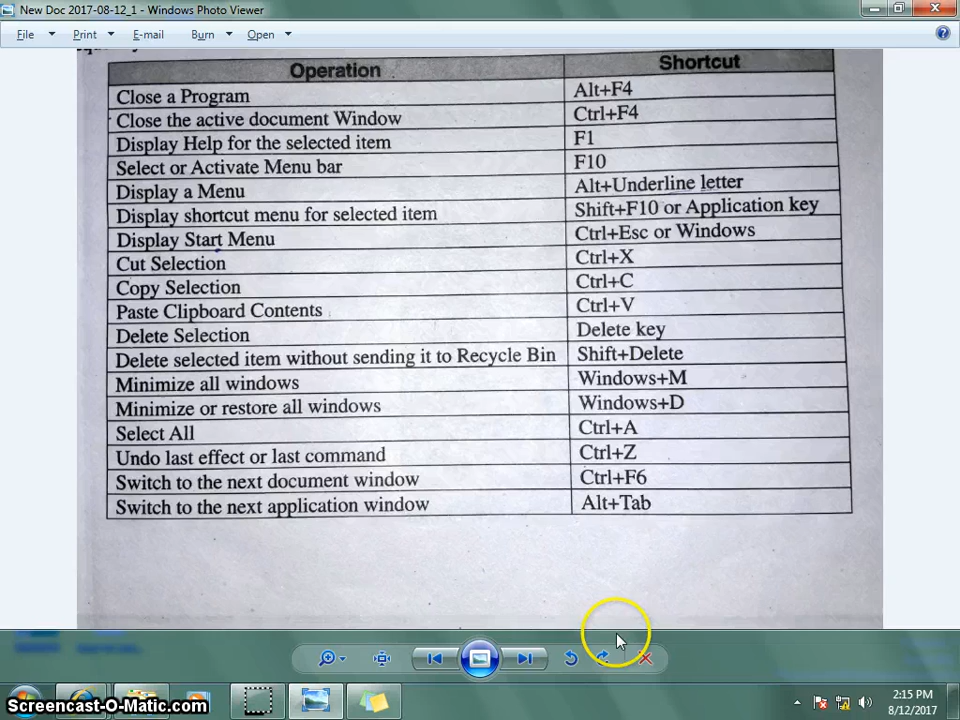 New Doc 2017-08-12_1 - Windows Photo Viewer
File Print E-mail Burn Open
Operation Shortcut
Close a Program Alt+F4
Close the active document Window Ctrl+F4
Display Help for the selected item F1
Select or Activate Menu bar F10
Display a Menu Alt+Underline letter
Display shortcut menu for selected item Shift+F10 or Application key
Display Start Menu Ctrl+Esc or Windows
Cut Selection Ctrl+X
Copy Selection Ctrl+C
Paste Clipboard Contents Ctrl+V
Delete Selection Delete key
Delete selected item without sending it to Recycle Bin Shift+Delete
Minimize all windows Windows+M
Minimize or restore all windows Windows+D
Select All Ctrl+A
Undo last effect or last command Ctrl+Z
Switch to the next document window Ctrl+F6
Switch to the next application window Alt+Tab
2:15 PM
Screencast-O-Matic.com 8/12/2017